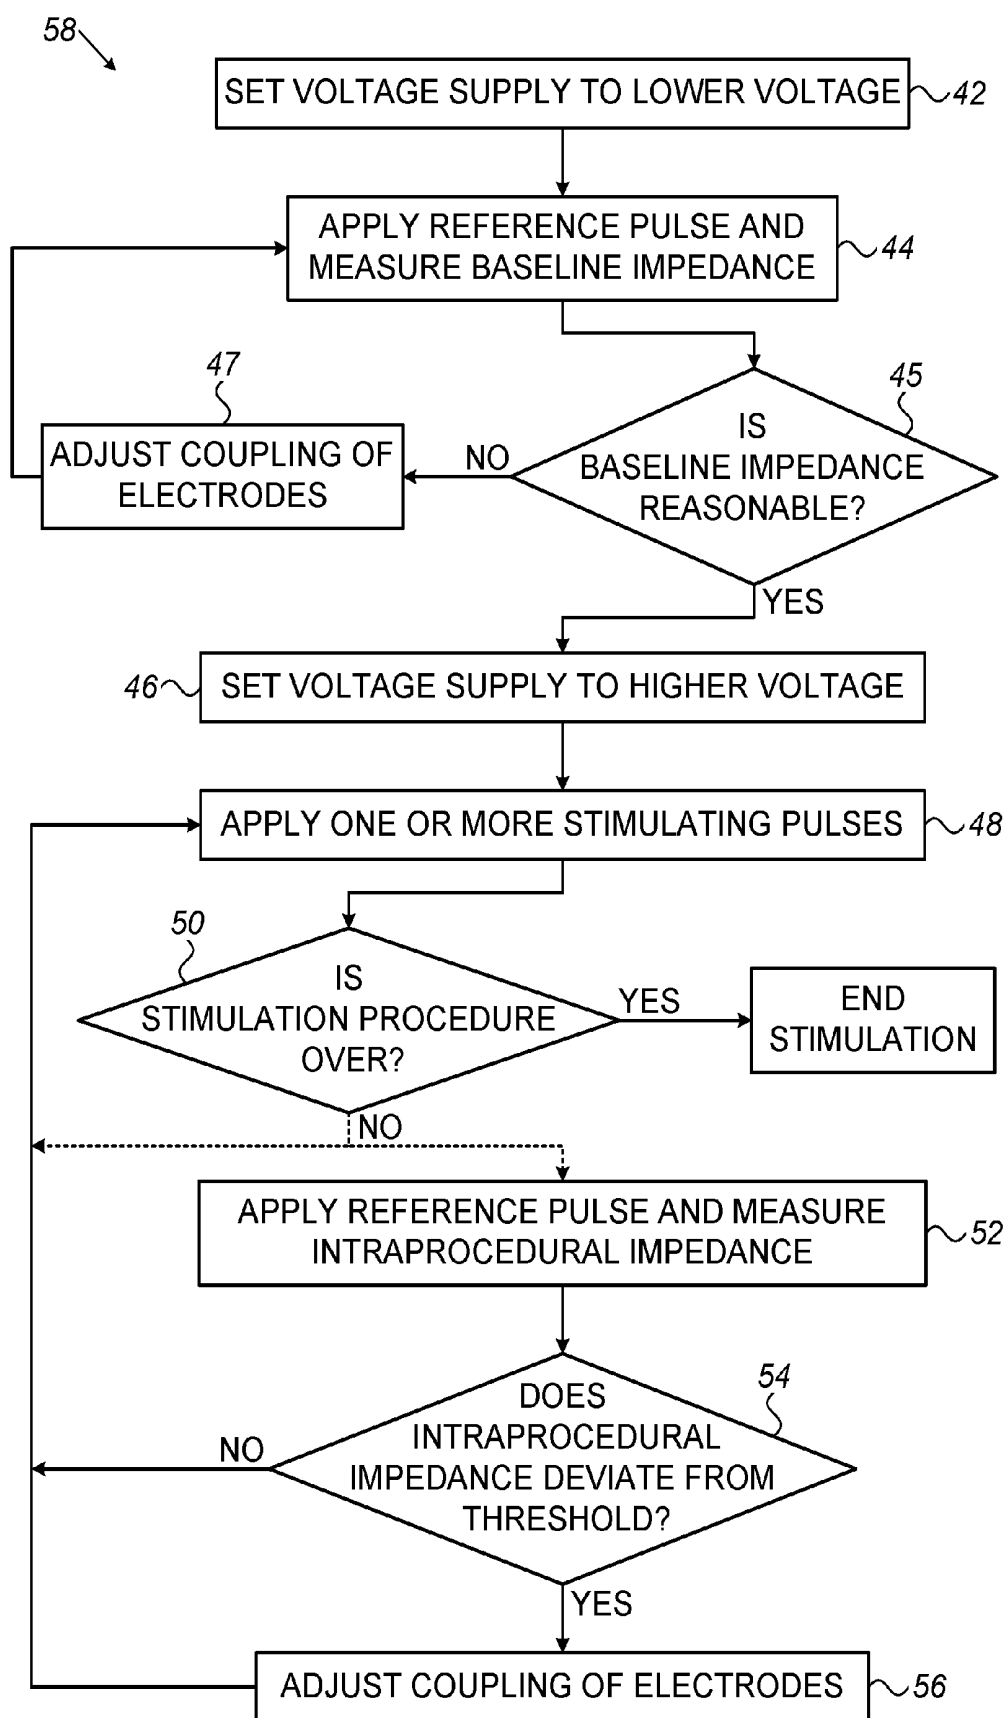 58
SET VOLTAGE SUPPLY TO LOWER VOLTAGE
42
APPLY REFERENCE PULSE AND
MEASURE BASELINE IMPEDANCE
44
47
ADJUST COUPLING OF
ELECTRODES
NO
45
IS
BASELINE IMPEDANCE
REASONABLE?
YES
46
SET VOLTAGE SUPPLY TO HIGHER VOLTAGE
APPLY ONE OR MORE STIMULATING PULSES
48
50
IS
STIMULATION PROCEDURE
OVER?
YES
END
STIMULATION
NO
APPLY REFERENCE PULSE AND MEASURE
INTRAPROCEDURAL IMPEDANCE
52
54
DOES
INTRAPROCEDURAL
IMPEDANCE DEVIATE FROM
THRESHOLD?
NO
YES
ADJUST COUPLING OF ELECTRODES
56